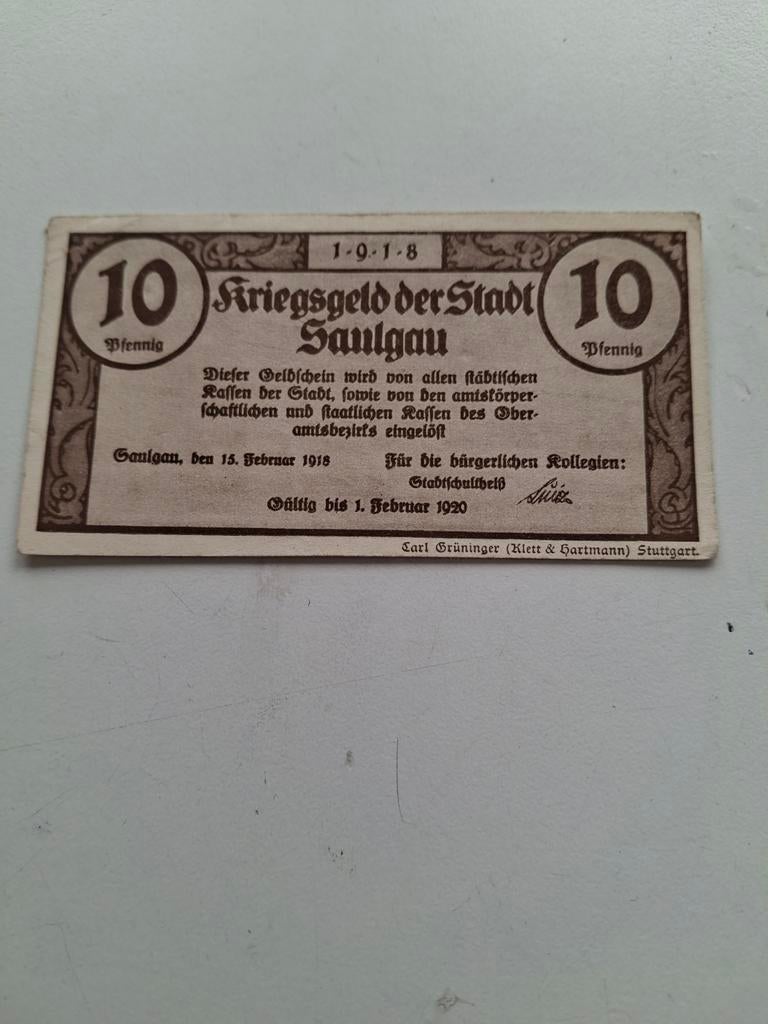 1·9·1·8
10
Pfennig
10
Pfennig
Kriegsgeld der Stadt
Saulgau
Dieser Geldschein wird von allen städtischen
Kassen der Stadt, sowie von den amtskörper-
schaftlichen und staatlichen Kassen des Ober-
amtsbezirks eingelöst
Saulgau, den 15. Februar 1918
Für die bürgerlichen Kollegien:
Stadtschultheiß
Gültig bis 1. Februar 1920
Carl Grüninger (Klett & Hartmann) Stuttgart.